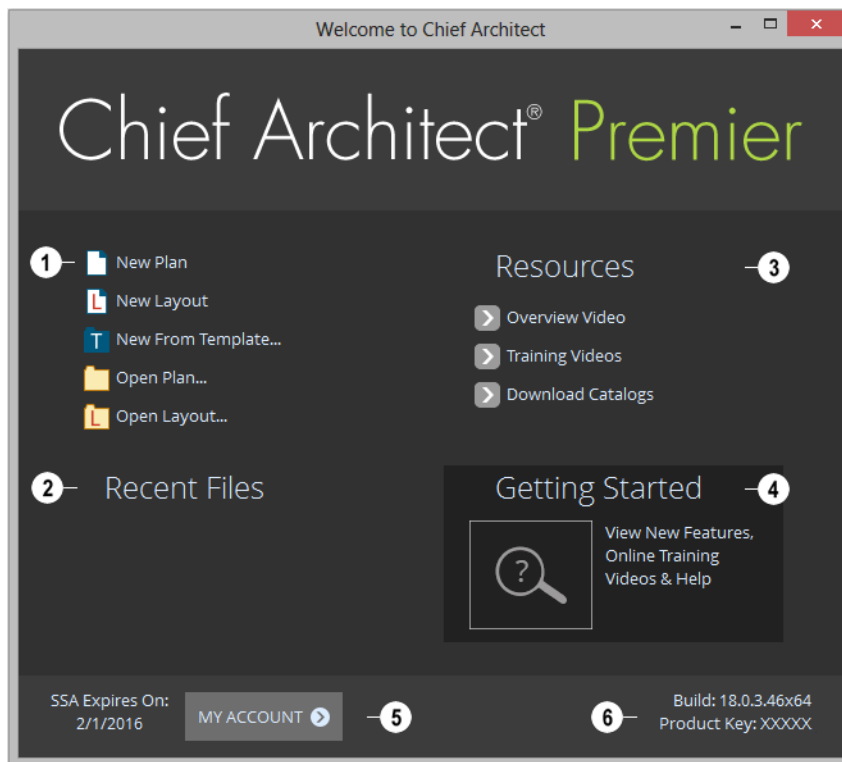 Welcome to Chief Architect
Chief Architect® Premier
1
New Plan
New Layout
New From Template...
Open Plan...
Open Layout...
Resources
3
Overview Video
Training Videos
Download Catalogs
2
Recent Files
Getting Started
4
View New Features,
Online Training
Videos & Help
SSA Expires On:
2/1/2016
MY ACCOUNT
5
6
Build: 18.0.3.46x64
Product Key: XXXXX